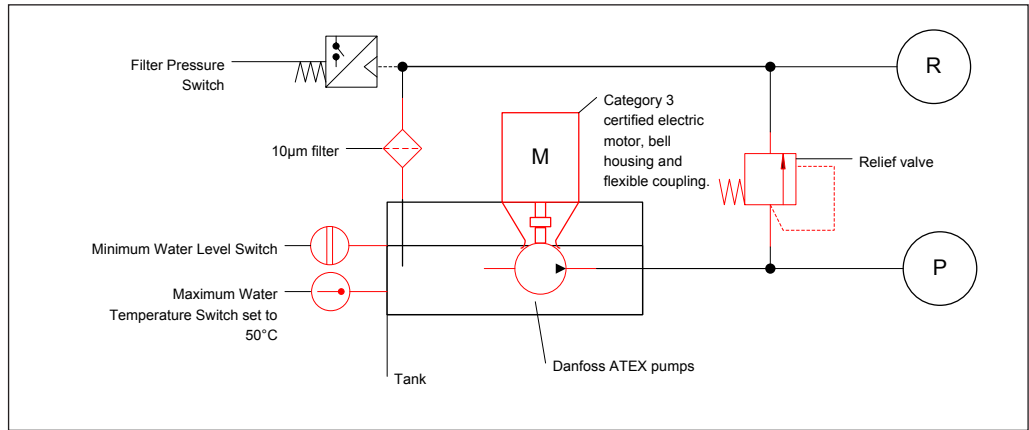 Filter Pressure
Switch
R
Category 3
certified electric
motor, bell
housing and
flexible coupling.
M
10µm filter
Relief valve
Minimum Water Level Switch
P
Maximum Water
Temperature Switch set to
50°C
Danfoss ATEX pumps
Tank